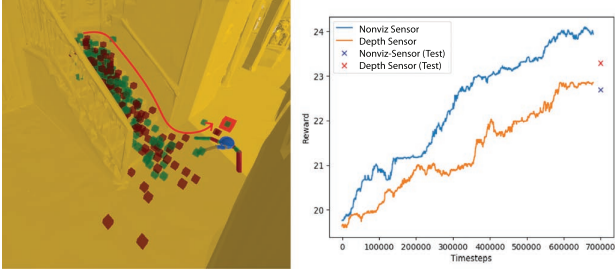 24
23
22
21
20
Reward
Nonviz Sensor
Depth Sensor
Nonviz-Sensor (Test)
Depth Sensor (Test)
0 100000 200000 300000 400000 500000 600000 700000
Timesteps